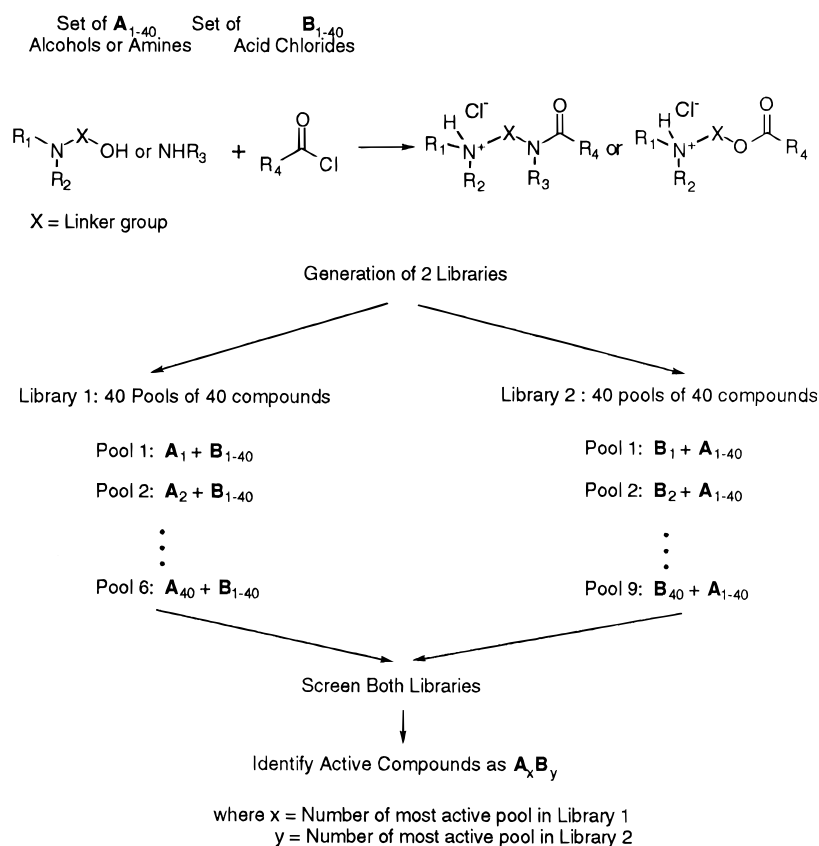 Set of A1-40 Set of B1-40
Alcohols or Amines Acid Chlorides
R1 N X OH or NHR3 + R4 O Cl H Cl- R1 N+ X N O R4 or H Cl- R1 N+ X O O R4
R2 R2 R3 R2
X = Linker group
Generation of 2 Libraries
Library 1: 40 Pools of 40 compounds Library 2 : 40 pools of 40 compounds
Pool 1: A1 + B1-40 Pool 1: B1 + A1-40
Pool 2: A2 + B1-40 Pool 2: B2 + A1-40
Pool 6: A40 + B1-40 Pool 9: B40 + A1-40
Screen Both Libraries
Identify Active Compounds as AxBy
where x = Number of most active pool in Library 1
y = Number of most active pool in Library 2